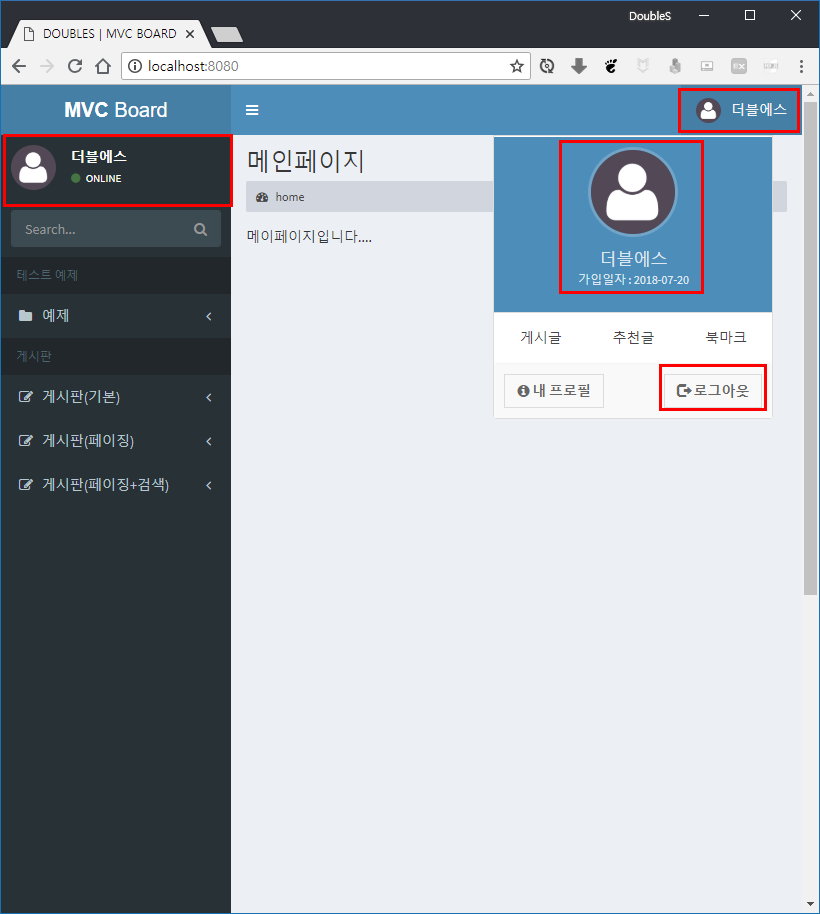 DoubleS
DOUBLES | MVC BOARD
localhost:8080
MVC Board
더블에스
더블에스
ONLINE
Search...
테스트 예제
예제
게시판
게시판(기본)
게시판(페이징)
게시판(페이징+검색)
메인페이지
home
메이페이지입니다....
더블에스
가입일자 : 2018-07-20
게시글 추천글 북마크
내 프로필 로그아웃